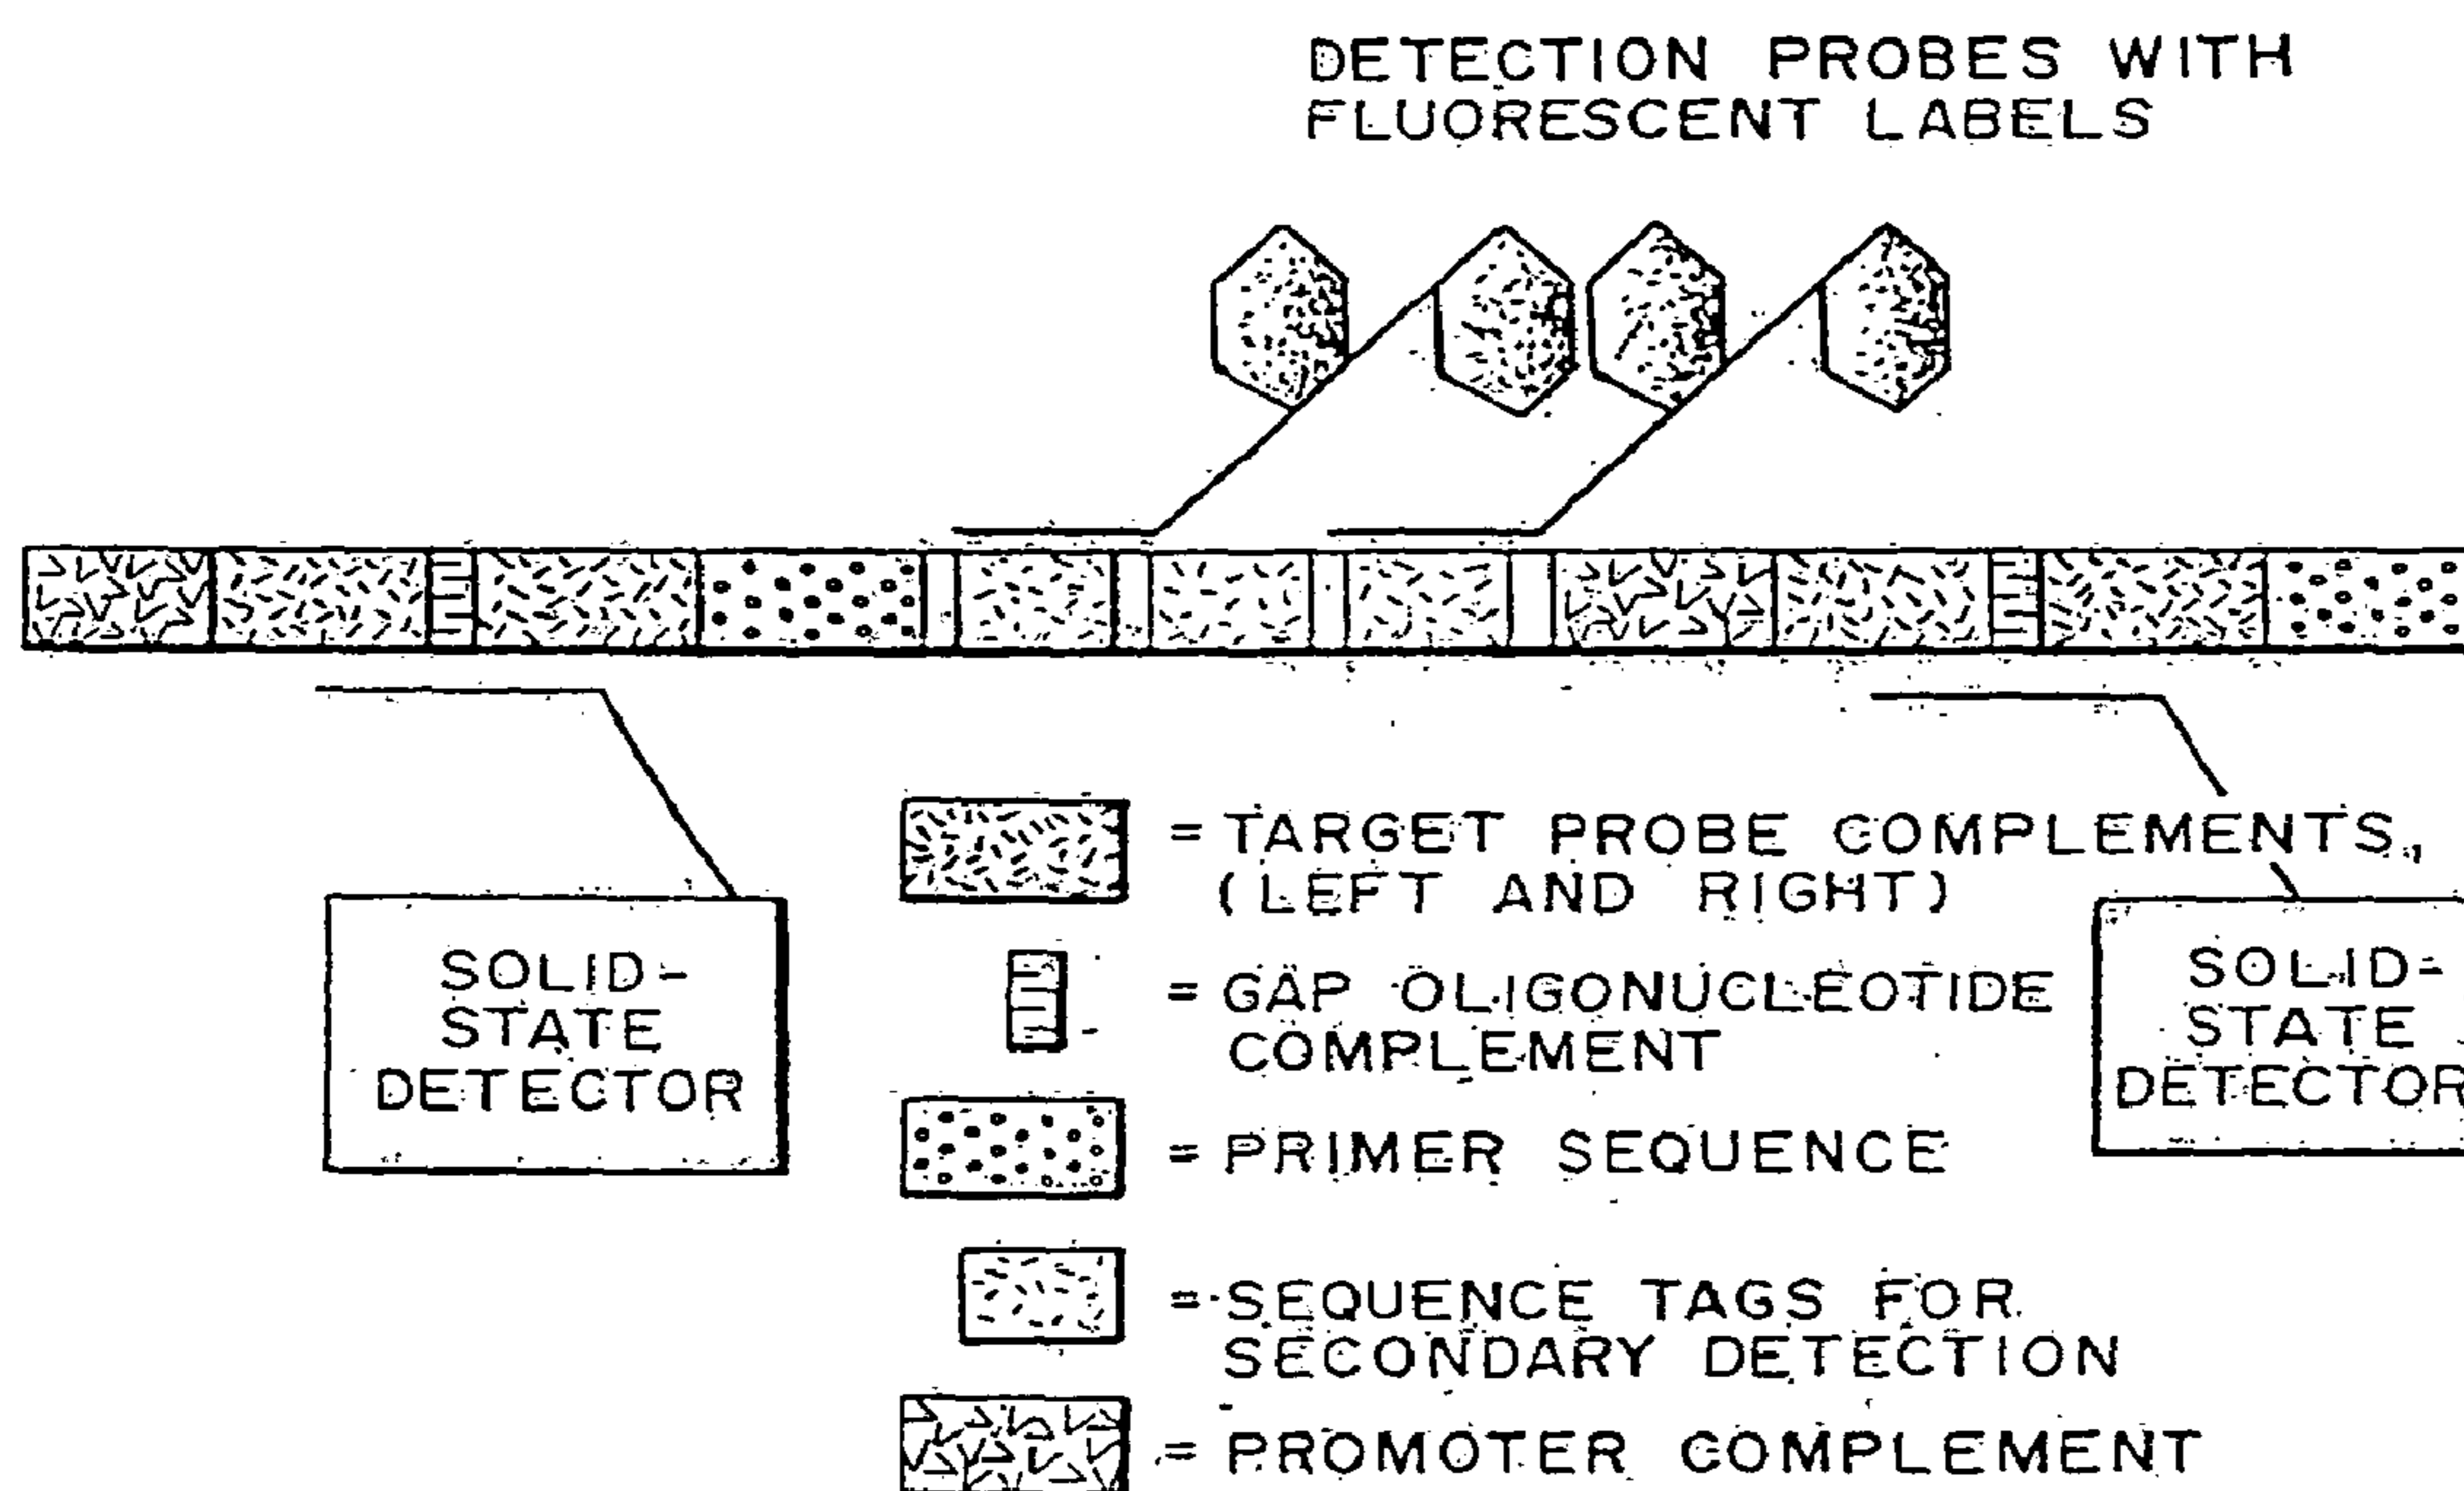 DETECTION PROBES WITH
FLUORESCENT LABELS
= TARGET PROBE COMPLEMENTS,
(LEFT AND RIGHT)
SOLID-
STATE
DETECTOR
= GAP OLIGONUCLEOTIDE
COMPLEMENT
SOLID-
STATE
DETECTOR
= PRIMER SEQUENCE
= SEQUENCE TAGS FOR
SECONDARY DETECTION
= PROMOTER COMPLEMENT